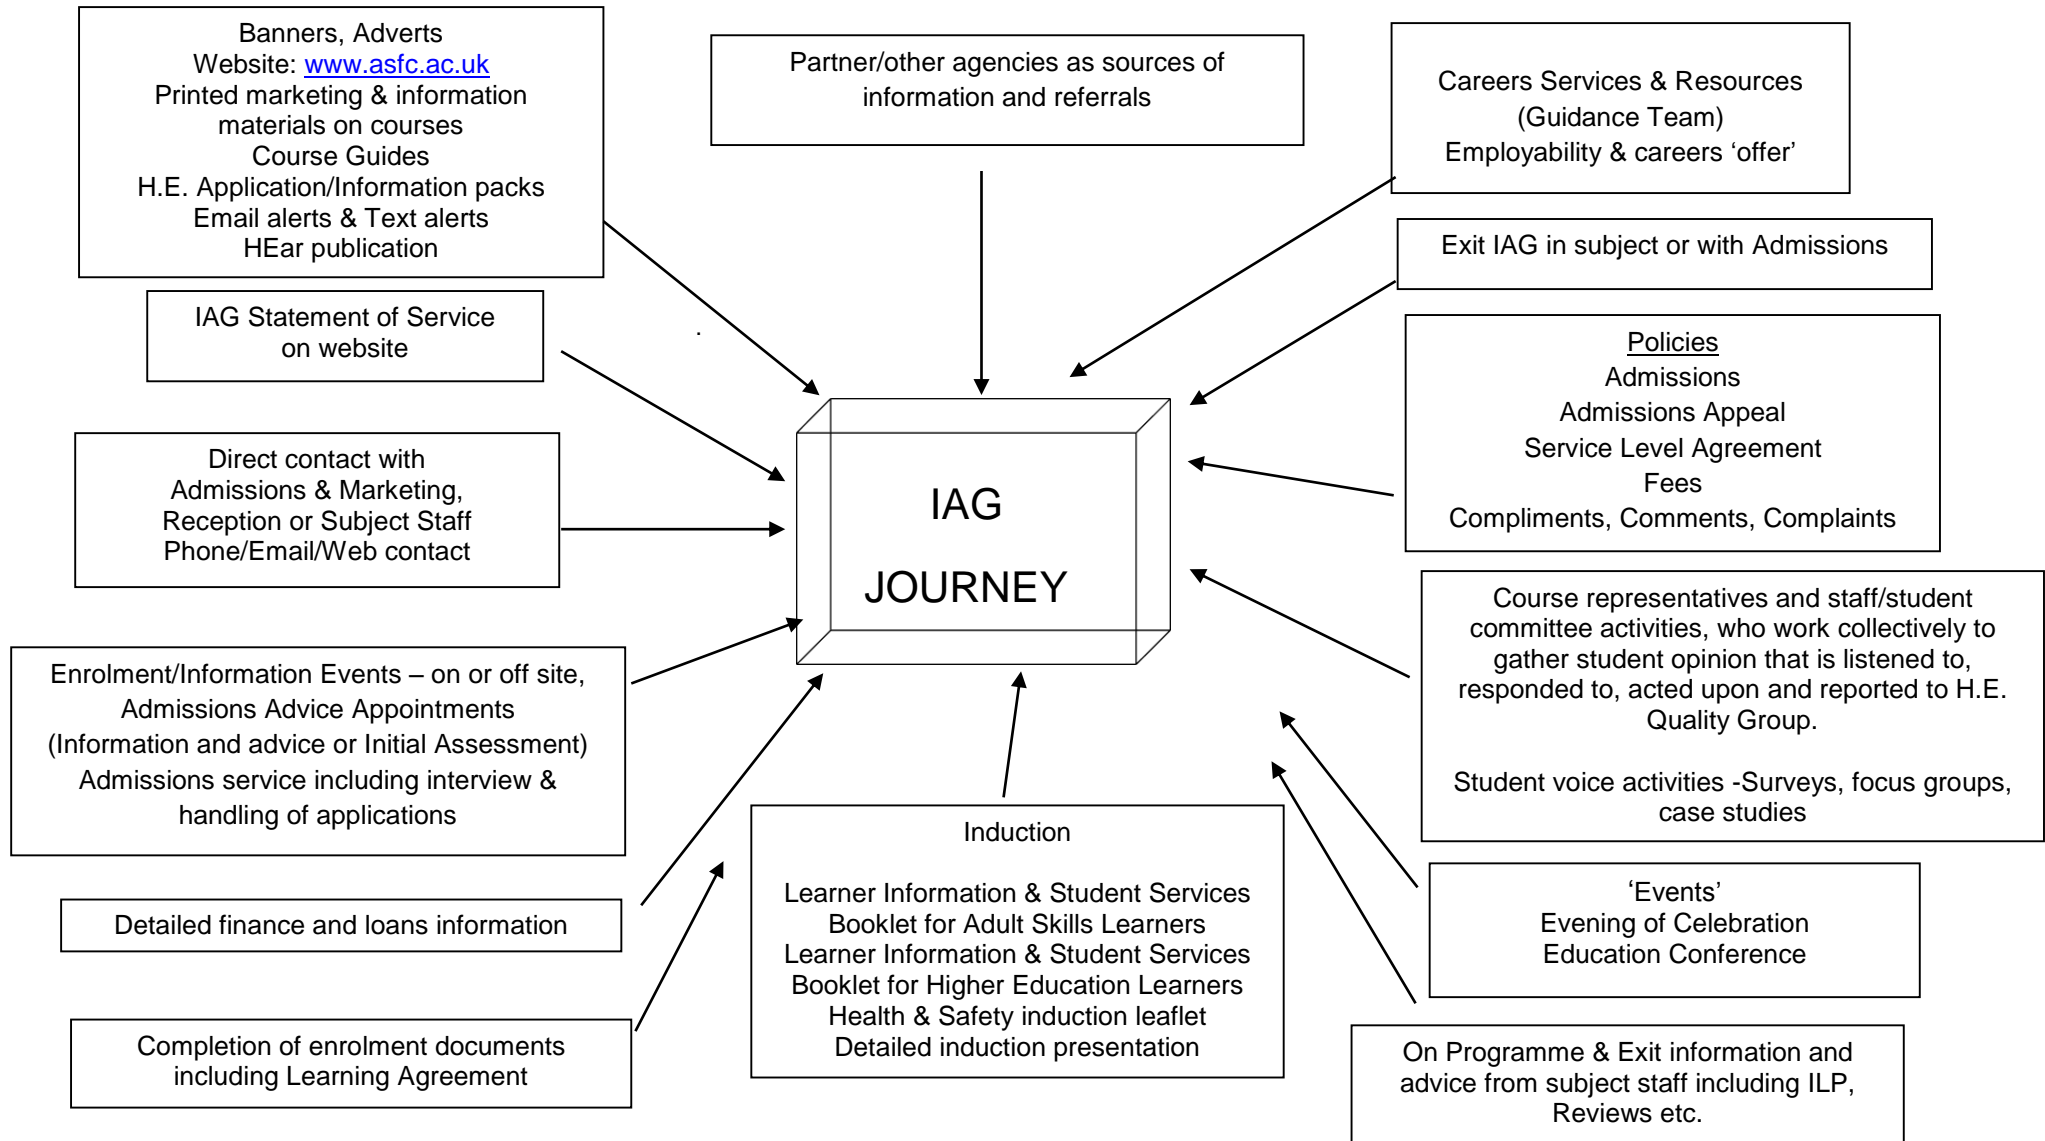 Banners, Adverts
Website: www.asfc.ac.uk
Printed marketing & information
materials on courses
Course Guides
H.E. Application/Information packs
Email alerts & Text alerts
HEar publication
Partner/other agencies as sources of
information and referrals
Careers Services & Resources
(Guidance Team)
Employability & careers ‘offer’
Exit IAG in subject or with Admissions
IAG Statement of Service
on website
.
Policies
Admissions
Admissions Appeal
Service Level Agreement
Fees
Compliments, Comments, Complaints
Direct contact with
Admissions & Marketing,
Reception or Subject Staff
Phone/Email/Web contact
IAG
JOURNEY
Course representatives and staff/student
committee activities, who work collectively to
gather student opinion that is listened to,
responded to, acted upon and reported to H.E.
Quality Group.
Student voice activities -Surveys, focus groups,
case studies
Enrolment/Information Events – on or off site,
Admissions Advice Appointments
(Information and advice or Initial Assessment)
Admissions service including interview &
handling of applications
Induction
Learner Information & Student Services
Booklet for Adult Skills Learners
Learner Information & Student Services
Booklet for Higher Education Learners
Health & Safety induction leaflet
Detailed induction presentation
‘Events’
Evening of Celebration
Education Conference
Detailed finance and loans information
Completion of enrolment documents
including Learning Agreement
On Programme & Exit information and
advice from subject staff including ILP,
Reviews etc.